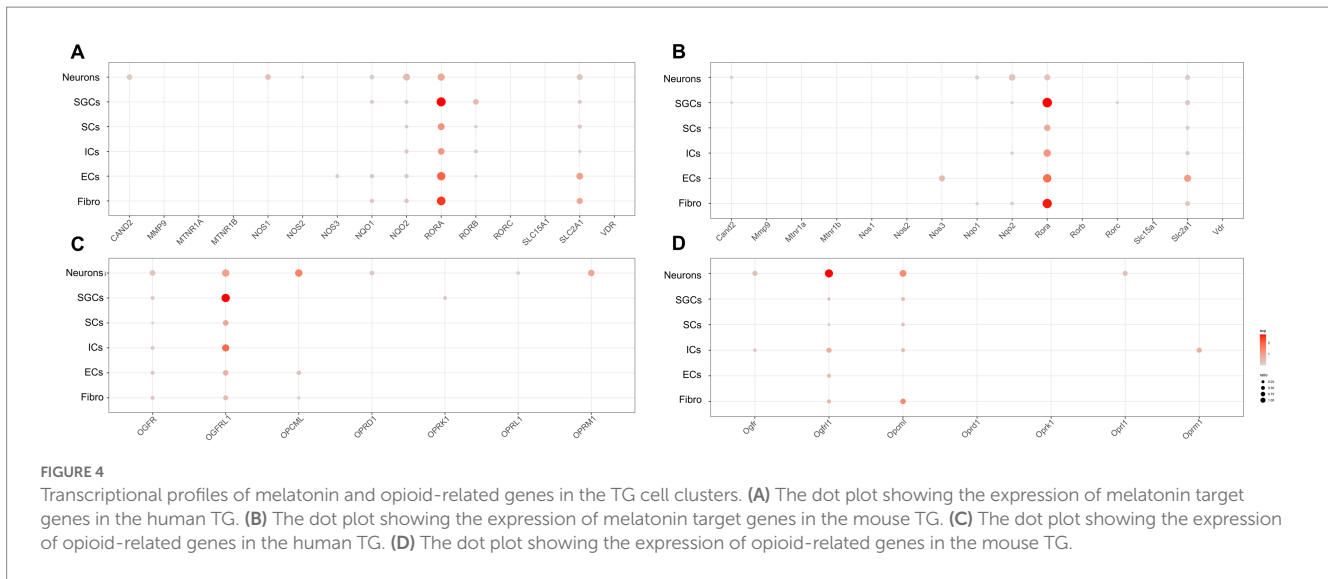 A
Neurons
SGCs
SCs
ICs
ECs
Fibro
CAND2 MMP9 MTNR1A MTNR1B NOS1 NOS2 NOS3 NQO1 NQO2 RORA RORB RORC SLC15A1 SLC2A1 VDR
B
Neurons
SGCs
SCs
ICs
ECs
Fibro
Cand2 Mmp9 Mtnr1a Mtnr1b Noa1 Noa2 Noa3 Nqo1 Nqo2 Rora Rorb Rorc Slc15a1 Slc2a1 Vdr
C
Neurons
SGCs
SCs
ICs
ECs
Fibro
OGFR OGFRL1 OPCML OPRD1 OPRK1 OPRL1 OPRM1
D
Neurons
SGCs
SCs
ICs
ECs
Fibro
Ogfr Ogfrl1 Opcml Oprd1 Oprk1 Oprl1 Oprm1
FIGURE 4
Transcriptional profiles of melatonin and opioid-related genes in the TG cell clusters. (A) The dot plot showing the expression of melatonin target
genes in the human TG. (B) The dot plot showing the expression of melatonin target genes in the mouse TG. (C) The dot plot showing the expression
of opioid-related genes in the human TG. (D) The dot plot showing the expression of opioid-related genes in the mouse TG.